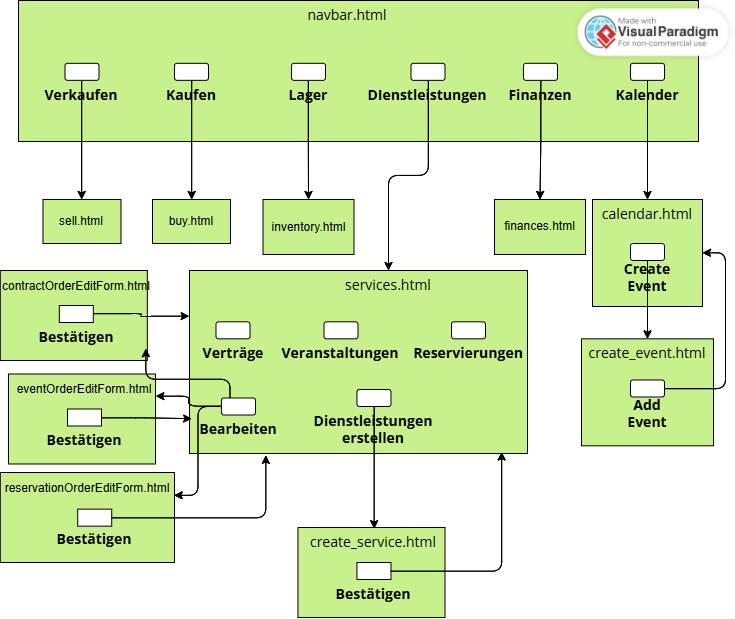 navbar.html
Made with
VisualParadigm
For non-commercial use
Verkaufen
Kaufen
Lager
DIenstleistungen
Finanzen
Kalender
sell.html
buy.html
inventory.html
finances.html
calendar.html
Create
Event
contractOrderEditForm.html
Bestätigen
services.html
Verträge
Veranstaltungen
Reservierungen
create_event.html
Add
Event
eventOrderEditForm.html
Bestätigen
Bearbeiten
Dienstleistungen
erstellen
reservationOrderEditForm.html
Bestätigen
create_service.html
Bestätigen